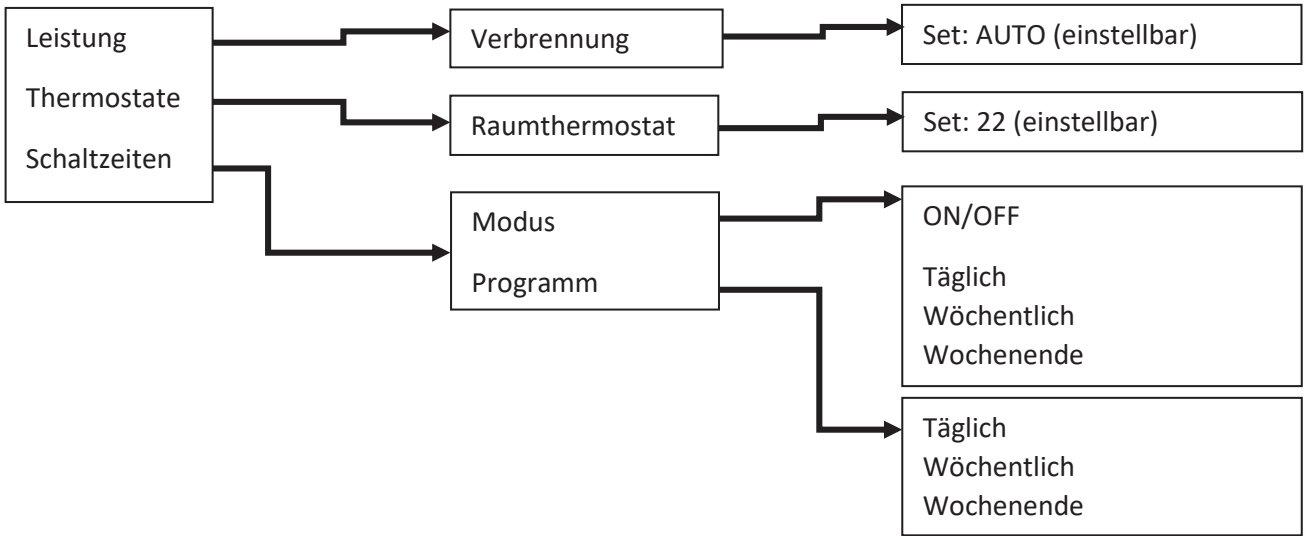 Leistung
Thermostate
Schaltzeiten
Verbrennung
Set: AUTO (einstellbar)
Raumthermostat
Set: 22 (einstellbar)
Modus
Programm
ON/OFF
Täglich
Wöchentlich
Wochenende
Täglich
Wöchentlich
Wochenende